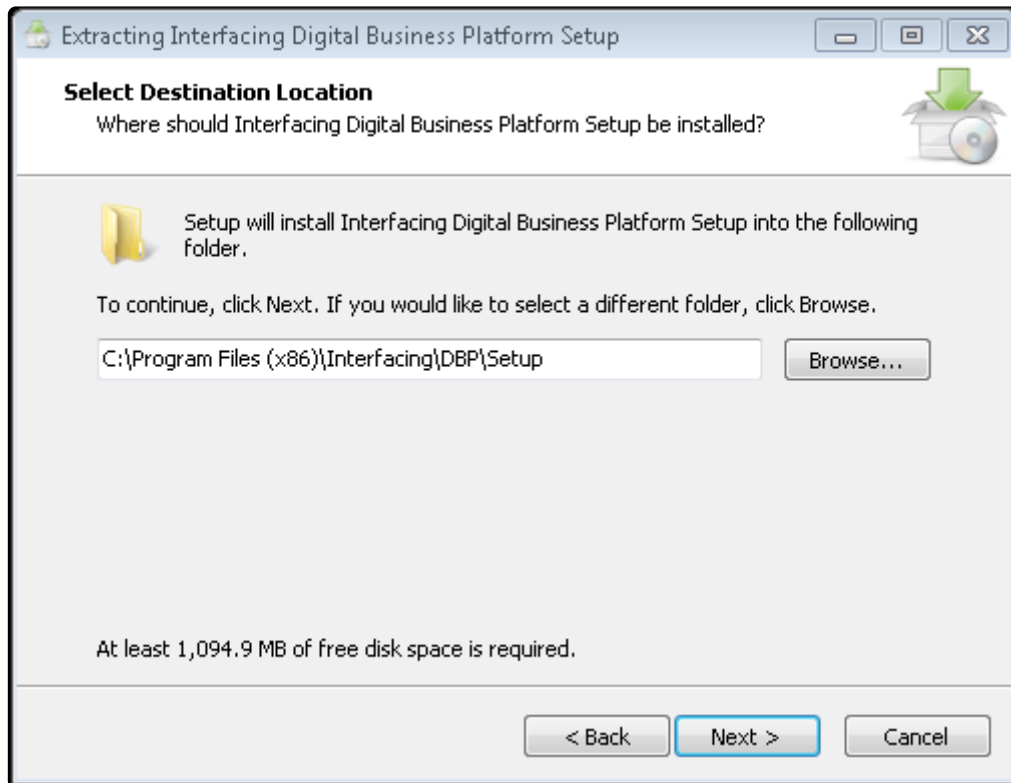 Extracting Interfacing Digital Business Platform Setup
Select Destination Location
Where should Interfacing Digital Business Platform Setup be installed?
Setup will install Interfacing Digital Business Platform Setup into the following
folder.
To continue, click Next. If you would like to select a different folder, click Browse.
C:\Program Files (x86)\Interfacing\DBP\Setup
Browse...
At least 1,094.9 MB of free disk space is required.
< Back
Next >
Cancel